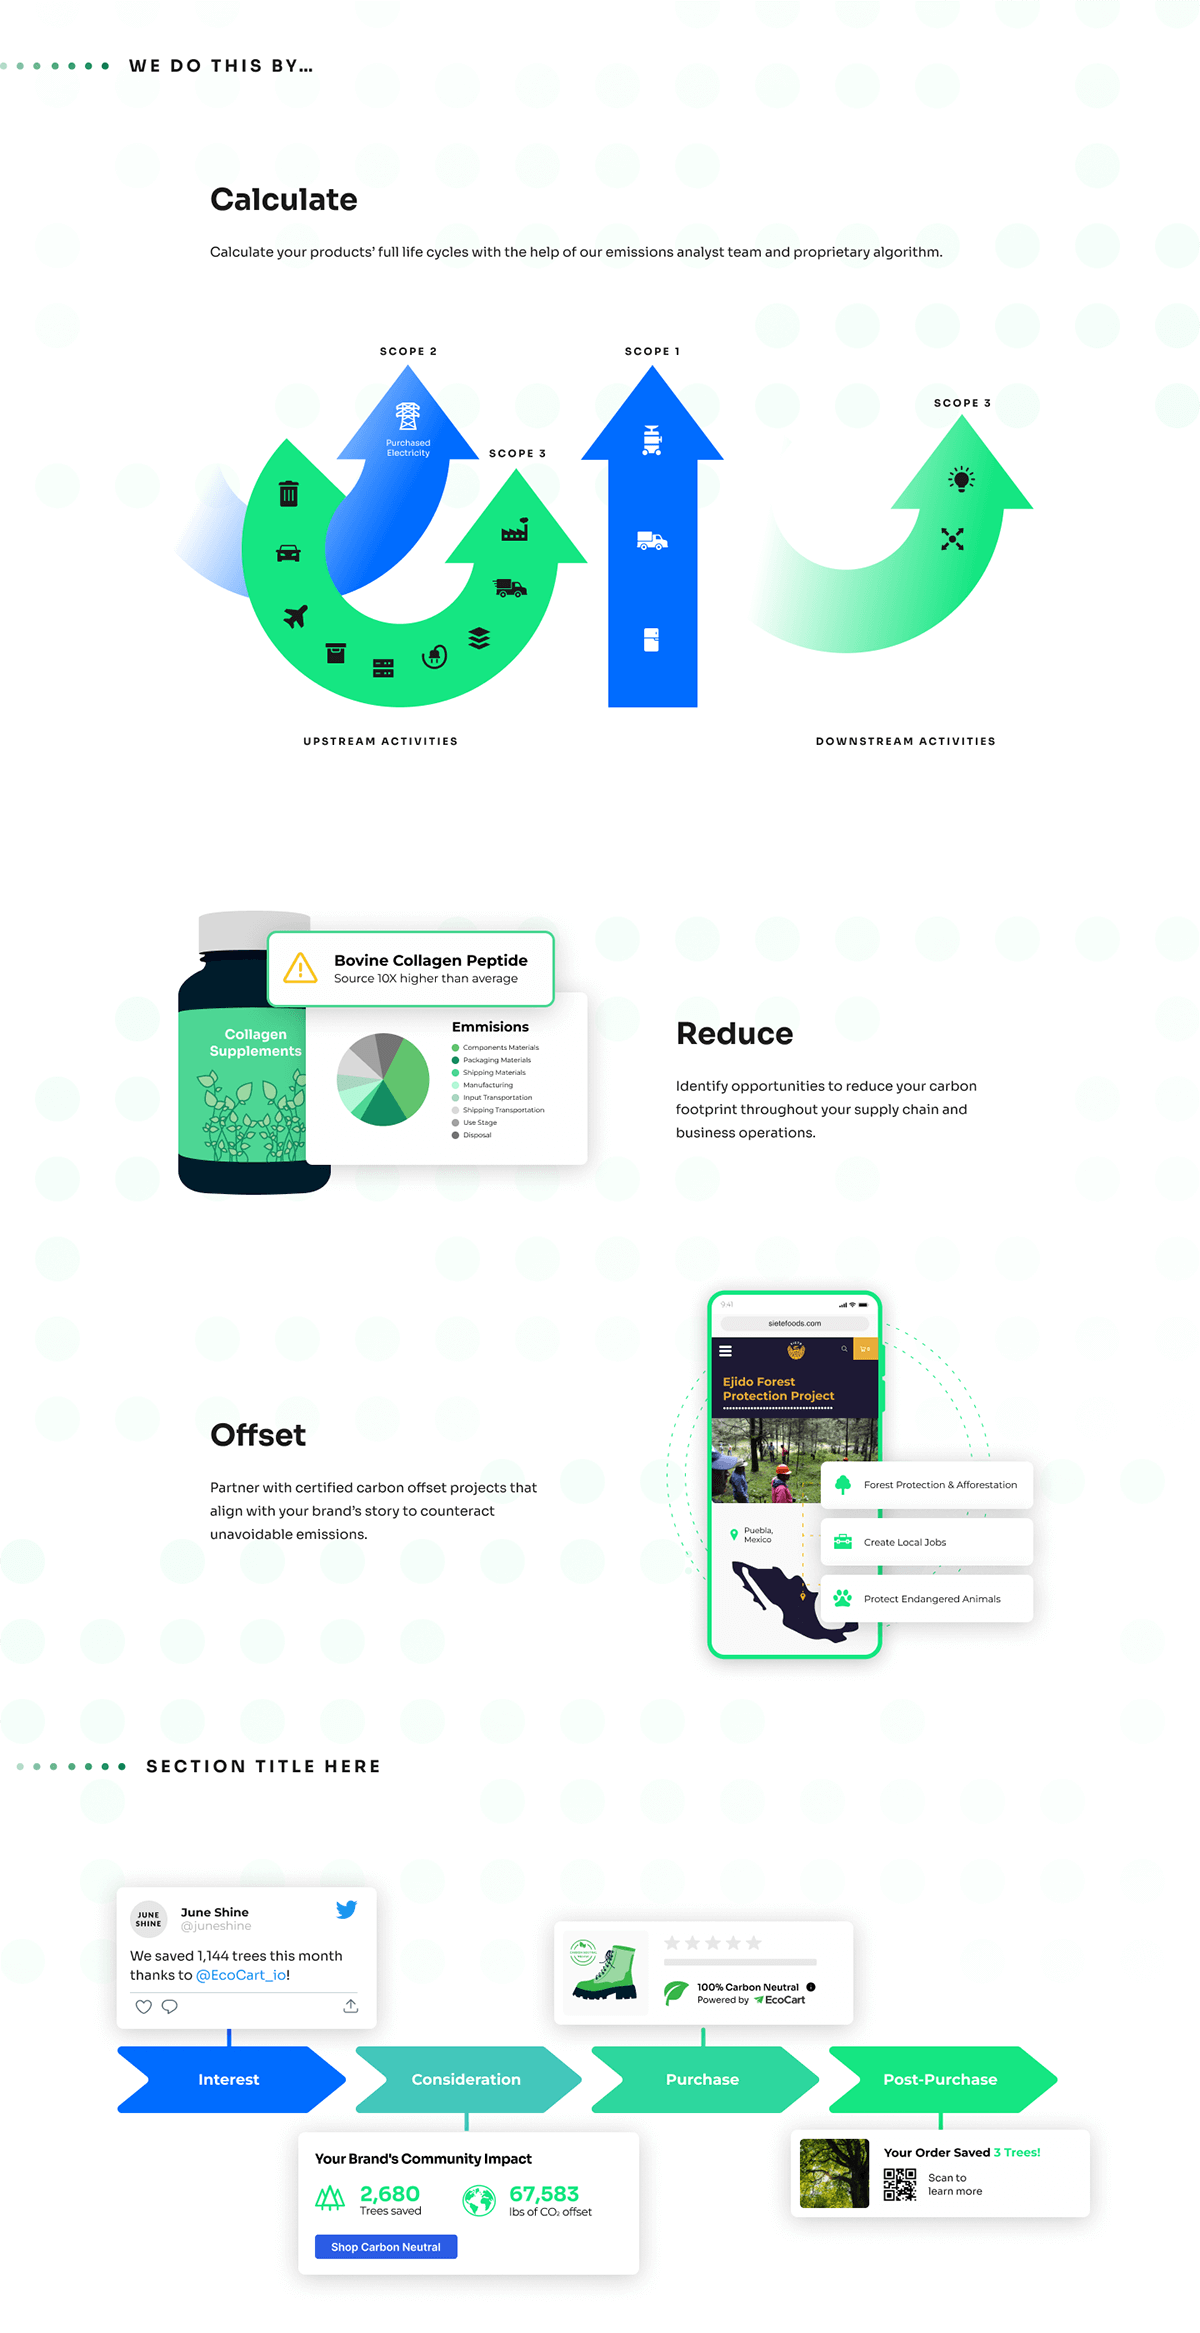 WE DO THIS BY...
Calculate
Calculate your products’ full life cycles with the help of our emissions analyst team and proprietary algorithm.
SCOPE 2
SCOPE 1
SCOPE 3
Purchased
Electricity
SCOPE 3
UPSTREAM ACTIVITIES
DOWNSTREAM ACTIVITIES
Bovine Collagen Peptide
Source 10X higher than average
Collagen
Supplements
Emmisions
Components Materials
Packaging Materials
Shipping Materials
Manufacturing
Input Transportation
Shipping Transportation
Use Stage
Disposal
Reduce
Identify opportunities to reduce your carbon
footprint throughout your supply chain and
business operations.
Offset
Partner with certified carbon offset projects that
align with your brand’s story to counteract
unavoidable emissions.
9:41
sietefoods.com
Ejido Forest
Protection Project
Forest Protection & Afforestation
Puebla,
Mexico
Create Local Jobs
Protect Endangered Animals
SECTION TITLE HERE
JUNE
SHINE
June Shine
@juneshine
We saved 1,144 trees this month
thanks to @EcoCart_io!
100% Carbon Neutral
Powered by EcoCart
Interest
Consideration
Purchase
Post-Purchase
Your Brand's Community Impact
2,680
Trees saved
67,583
lbs of CO₂ offset
Shop Carbon Neutral
Your Order Saved 3 Trees!
Scan to
learn more